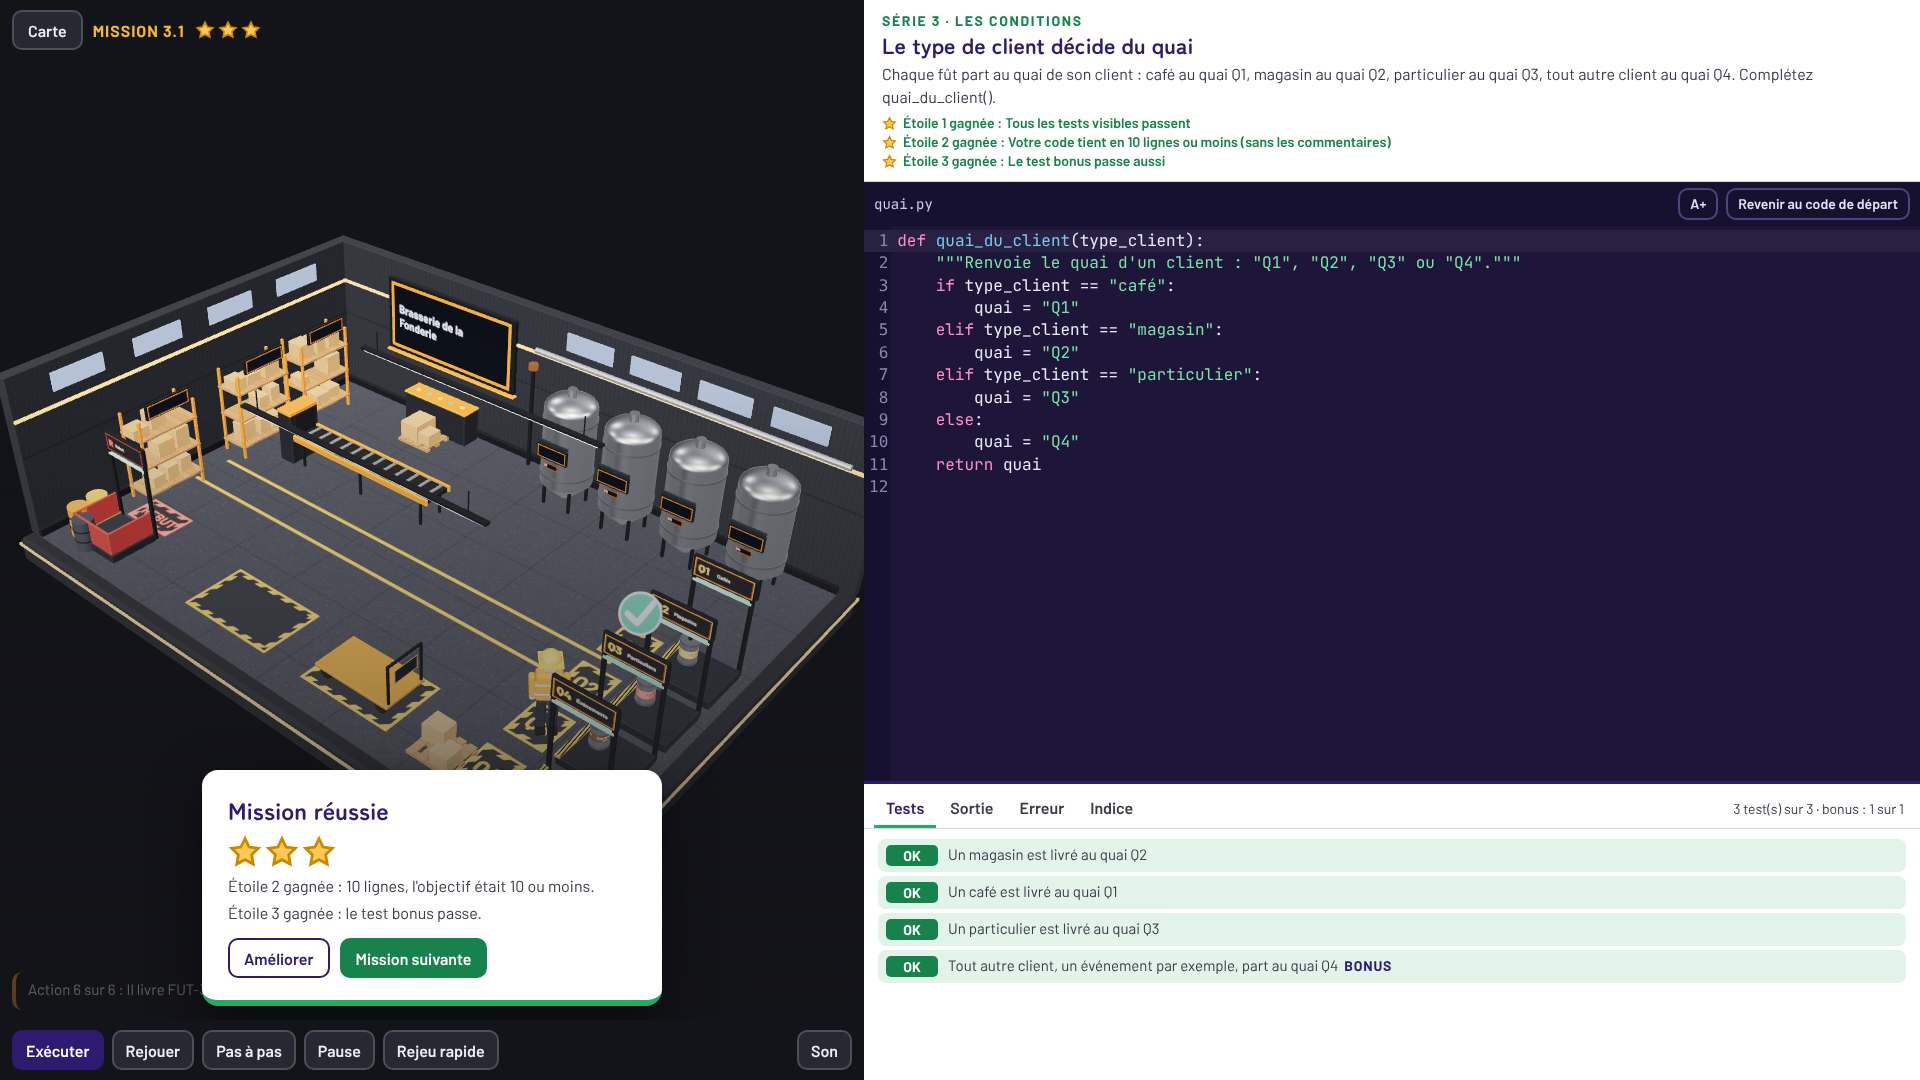 Carte
MISSION 3.1
Brasserie de la
Fonderie
Q1
Magasins
Q3 Particuliers
Q4
Mission réussie
Étoile 2 gagnée : 10 lignes, l'objectif était 10 ou moins.
Étoile 3 gagnée : le test bonus passe.
Améliorer
Mission suivante
Action 6 sur 6 : Il livre FUT-
Exécuter
Rejouer
Pas à pas
Pause
Rejeu rapide
Son
SÉRIE 3 · LES CONDITIONS
Le type de client décide du quai
Chaque fût part au quai de son client : café au quai Q1, magasin au quai Q2, particulier au quai Q3, tout autre client au quai Q4. Complétez
quai_du_client().
Étoile 1 gagnée : Tous les tests visibles passent
Étoile 2 gagnée : Votre code tient en 10 lignes ou moins (sans les commentaires)
Étoile 3 gagnée : Le test bonus passe aussi
quai.py
A+
Revenir au code de départ
1 def quai_du_client(type_client):
2     """Renvoie le quai d'un client : "Q1", "Q2", "Q3" ou "Q4"."""
3     if type_client == "café":
4         quai = "Q1"
5     elif type_client == "magasin":
6         quai = "Q2"
7     elif type_client == "particulier":
8         quai = "Q3"
9     else:
10         quai = "Q4"
11     return quai
12
Tests
Sortie
Erreur
Indice
3 test(s) sur 3 · bonus : 1 sur 1
OK Un magasin est livré au quai Q2
OK Un café est livré au quai Q1
OK Un particulier est livré au quai Q3
OK Tout autre client, un événement par exemple, part au quai Q4 BONUS